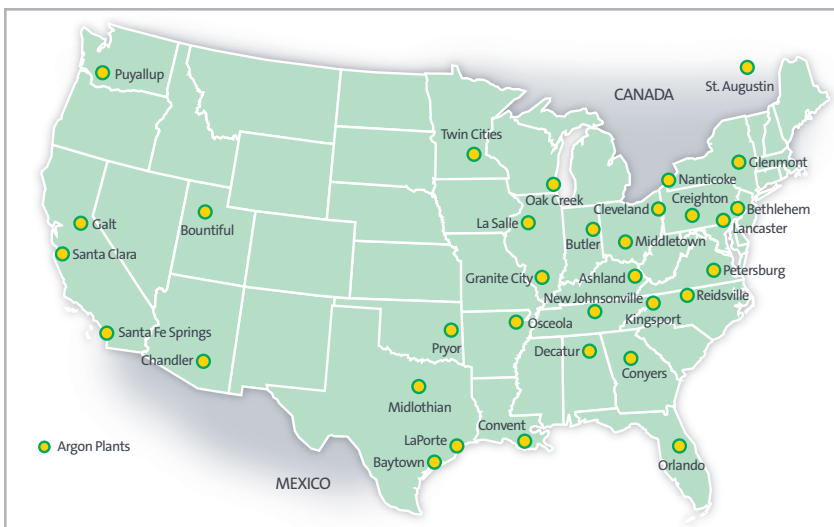 Puyallup
St. Augustin
CANADA
Twin Cities
Glenmont
Nanticoke
Oak Creek
Creighton
Cleveland
Bethlehem
Galt
La Salle
Lancaster
Bountiful
Butler
Middletown
Santa Clara
Petersburg
Granite City
Ashland
New Johnsonville
Reidsville
Kingsport
Santa Fe Springs
Osceola
Pryor
Decatur
Chandler
Conyers
Midlothian
Convent
LaPorte
Argon Plants
Baytown
Orlando
MEXICO